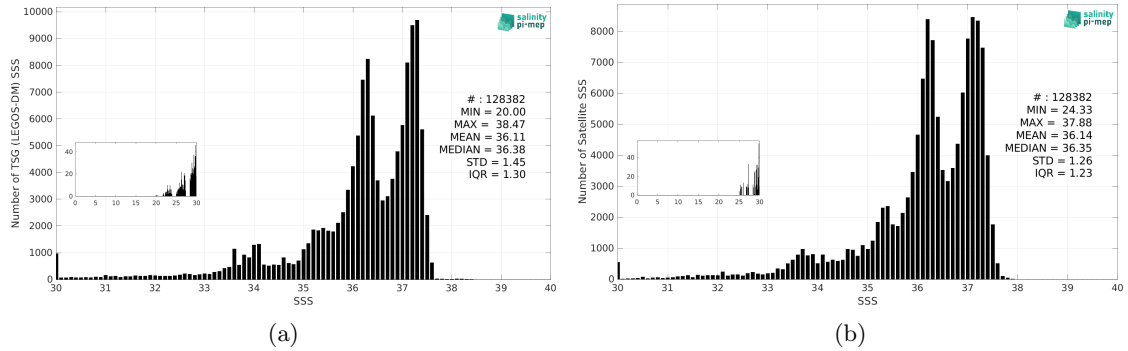 10000
9000
8000
7000
6000
5000
4000
3000
2000
1000
0
Number of TSG (LEGOS-DM) SSS
salinity
pi-mep
# : 128382
MIN = 20.00
MAX = 38.47
MEAN = 36.11
MEDIAN = 36.38
STD = 1.45
IQR = 1.30
40
20
0
0 5 10 15 20 25 30
30 31 32 33 34 35 36 37 38 39 40
SSS
(a)
8000
7000
6000
5000
4000
3000
2000
1000
0
Number of Satellite SSS
salinity
pi-mep
# : 128382
MIN = 24.33
MAX = 37.88
MEAN = 36.14
MEDIAN = 36.35
STD = 1.26
IQR = 1.23
40
20
0
0 5 10 15 20 25 30
30 31 32 33 34 35 36 37 38 39 40
SSS
(b)